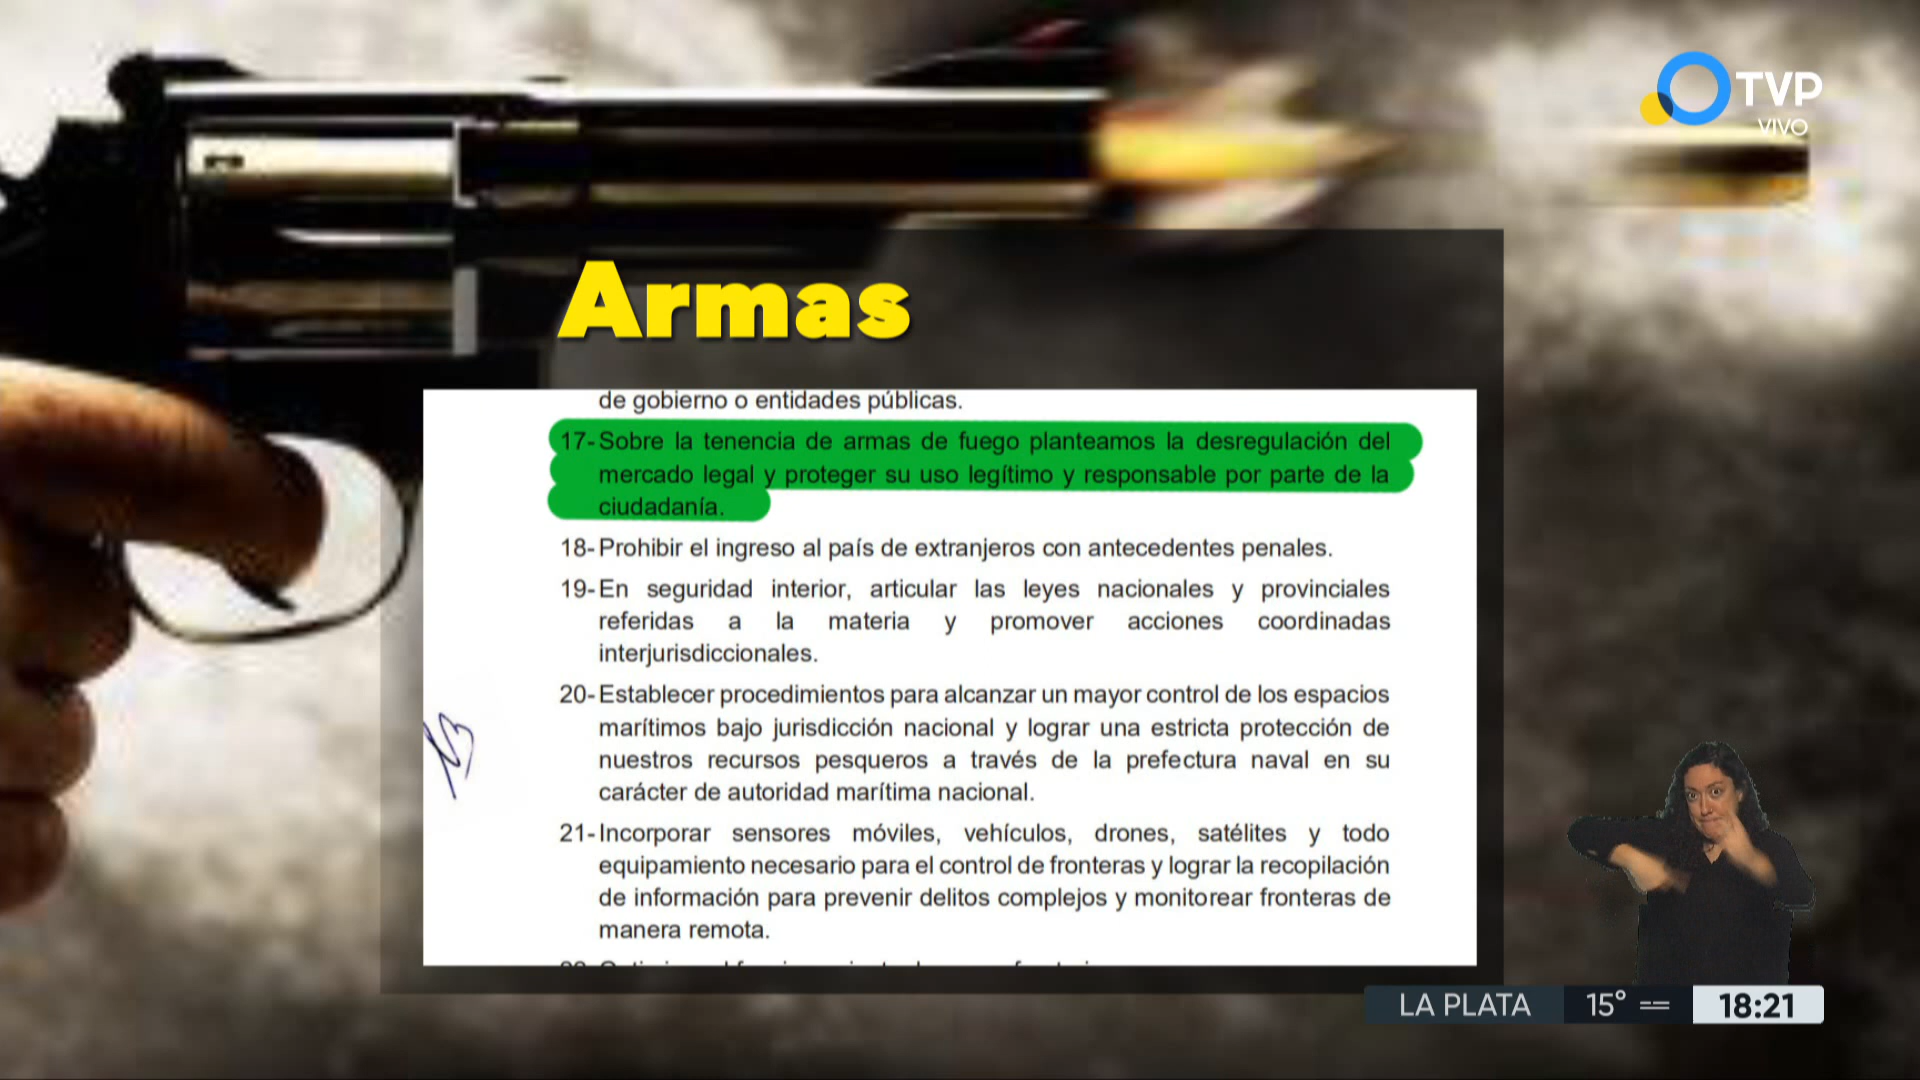 TVP
VIVO
Armas
de gobierno o entidades públicas.
17- Sobre la tenencia de armas de fuego planteamos la desregulación del
mercado legal y proteger su uso legítimo y responsable por parte de la
ciudadanía.
18- Prohibir el ingreso al país de extranjeros con antecedentes penales.
19- En seguridad interior, articular las leyes nacionales y provinciales
referidas a la materia y promover acciones coordinadas
interjurisdiccionales.
20- Establecer procedimientos para alcanzar un mayor control de los espacios
marítimos bajo jurisdicción nacional y lograr una estricta protección de
nuestros recursos pesqueros a través de la prefectura naval en su
carácter de autoridad marítima nacional.
21- Incorporar sensores móviles, vehículos, drones, satélites y todo
equipamiento necesario para el control de fronteras y lograr la recopilación
de información para prevenir delitos complejos y monitorear fronteras de
manera remota.
LA PLATA 15° 18:21